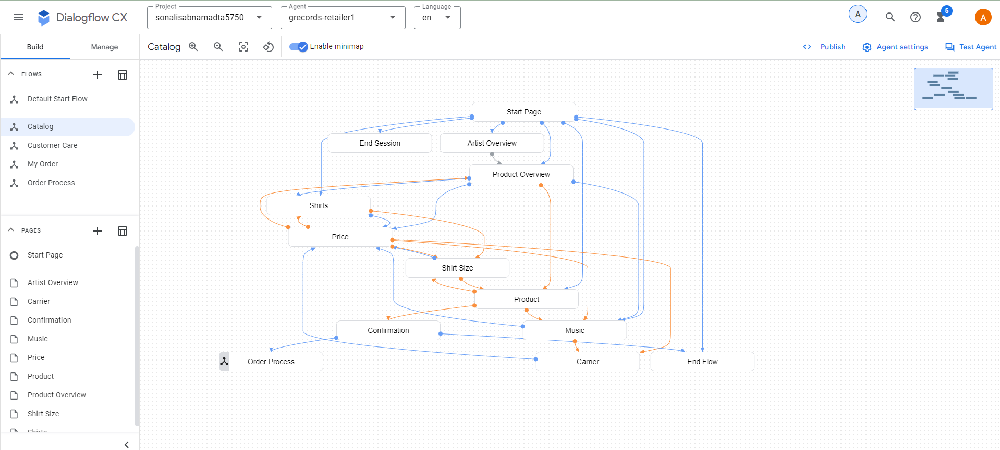 Dialogflow CX
Project
sonalisabnamadta5750
Agent
grecords-retailer1
Language
en
A
5
A
Build
Manage
Catalog
Enable minimap
Publish
Agent settings
Test Agent
FLOWS
Default Start Flow
Catalog
Customer Care
My Order
Order Process
PAGES
Start Page
Artist Overview
Carrier
Confirmation
Music
Price
Product
Product Overview
Shirt Size
Shirts
Start Page
End Session
Artist Overview
Product Overview
Shirts
Price
Shirt Size
Product
Confirmation
Music
Order Process
Carrier
End Flow